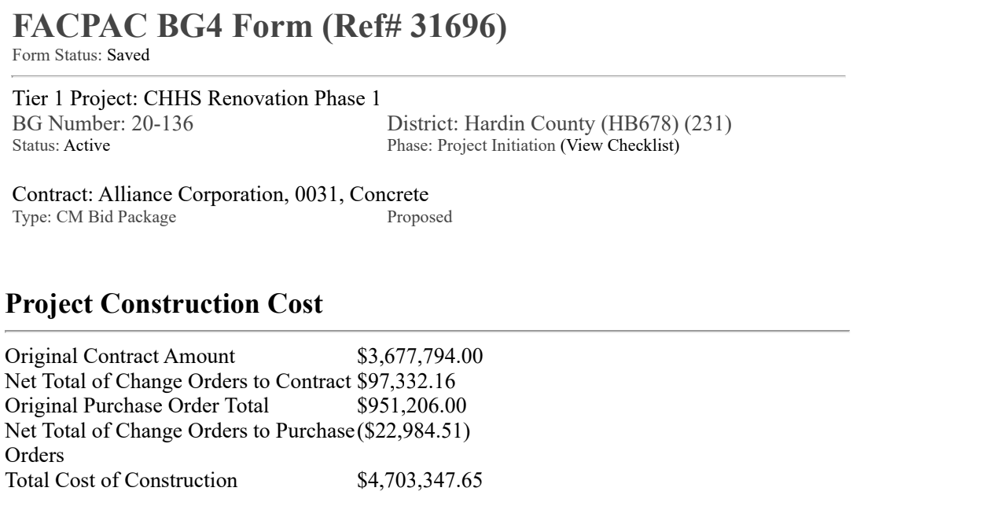 FACPAC BG4 Form (Ref# 31696)
Form Status: Saved
Tier 1 Project: CHHS Renovation Phase 1
BG Number: 20-136 District: Hardin County (HB678) (231)
Status: Active Phase: Project Initiation (View Checklist)
Contract: Alliance Corporation, 0031, Concrete
Type: CM Bid Package Proposed
Project Construction Cost
Original Contract Amount $3,677,794.00
Net Total of Change Orders to Contract $97,332.16
Original Purchase Order Total $951,206.00
Net Total of Change Orders to Purchase ($22,984.51)
Orders
Total Cost of Construction $4,703,347.65